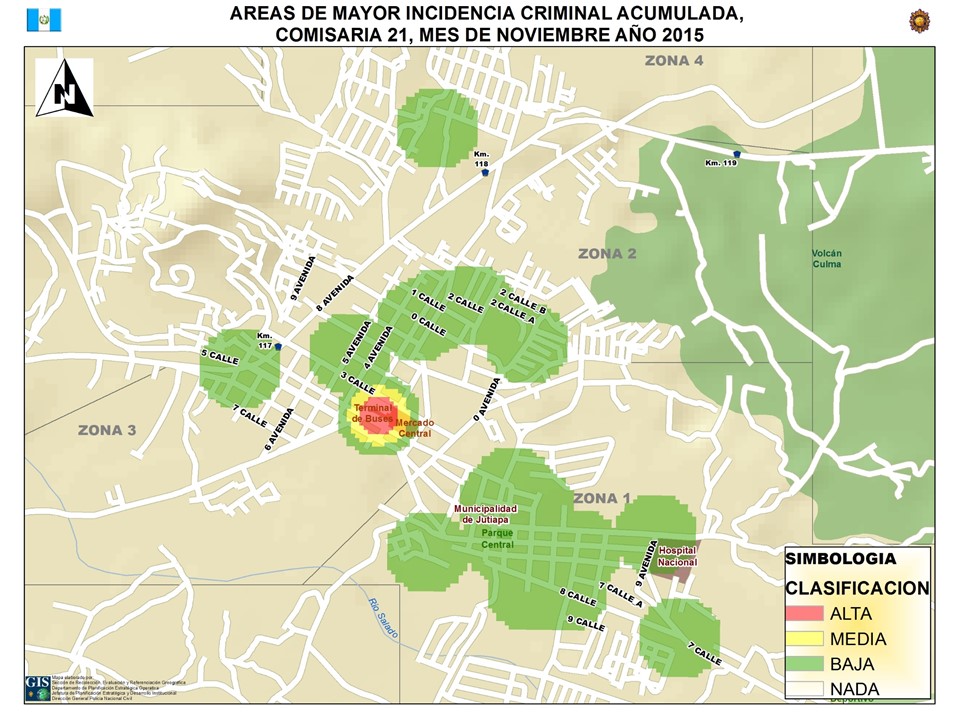 AREAS DE MAYOR INCIDENCIA CRIMINAL ACUMULADA,
COMISARIA 21, MES DE NOVIEMBRE AÑO 2015
N
ZONA 4
Km.
118
Km. 119
ZONA 2
Volcán
Culma
9 AVENIDA
8 AVENIDA
1 CALLE
2 CALLE
2 CALLE B
2 CALLE A
0 CALLE
5 AVENIDA
4 AVENIDA
Km.
117
5 CALLE
3 CALLE
7 CALLE
6 AVENIDA
0 AVENIDA
Terminal
de Buses
Mercado
Central
ZONA 3
ZONA 1
Municipalidad
de Jutiapa
Parque
Central
Hospital
Nacional
9 AVENIDA
7 CALLE A
8 CALLE
9 CALLE
7 CALLE
Río Salado
SIMBOLOGIA
CLASIFICACION
ALTA
MEDIA
BAJA
NADA
Deportivo
GIS
Mapa elaborado por:
Sección de Recolección, Evaluación y Referenciación Geográfica
Departamento de Planificación Estratégica Operativa
Jefatura de Planificación Estratégica y Desarrollo Institucional
Dirección General Policía Nacional Civil